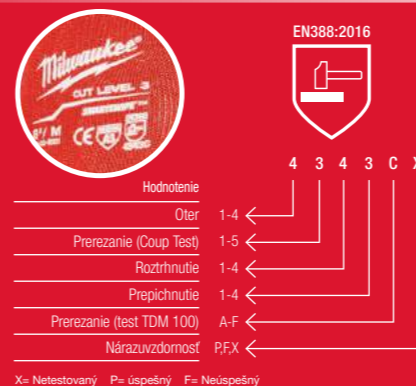 Milwaukee
CUT LEVEL 3
EN388:2016
4 3 4 3 C X
Hodnotenie
Oter 1-4
Prerezanie (Coup Test) 1-5
Roztrhnutie 1-4
Prepichnutie 1-4
Prerezanie (test TDM 100) A-F
Nárazuvzdornosť P,F,X
X= Netestovaný P= úspešný F= Neúspešný